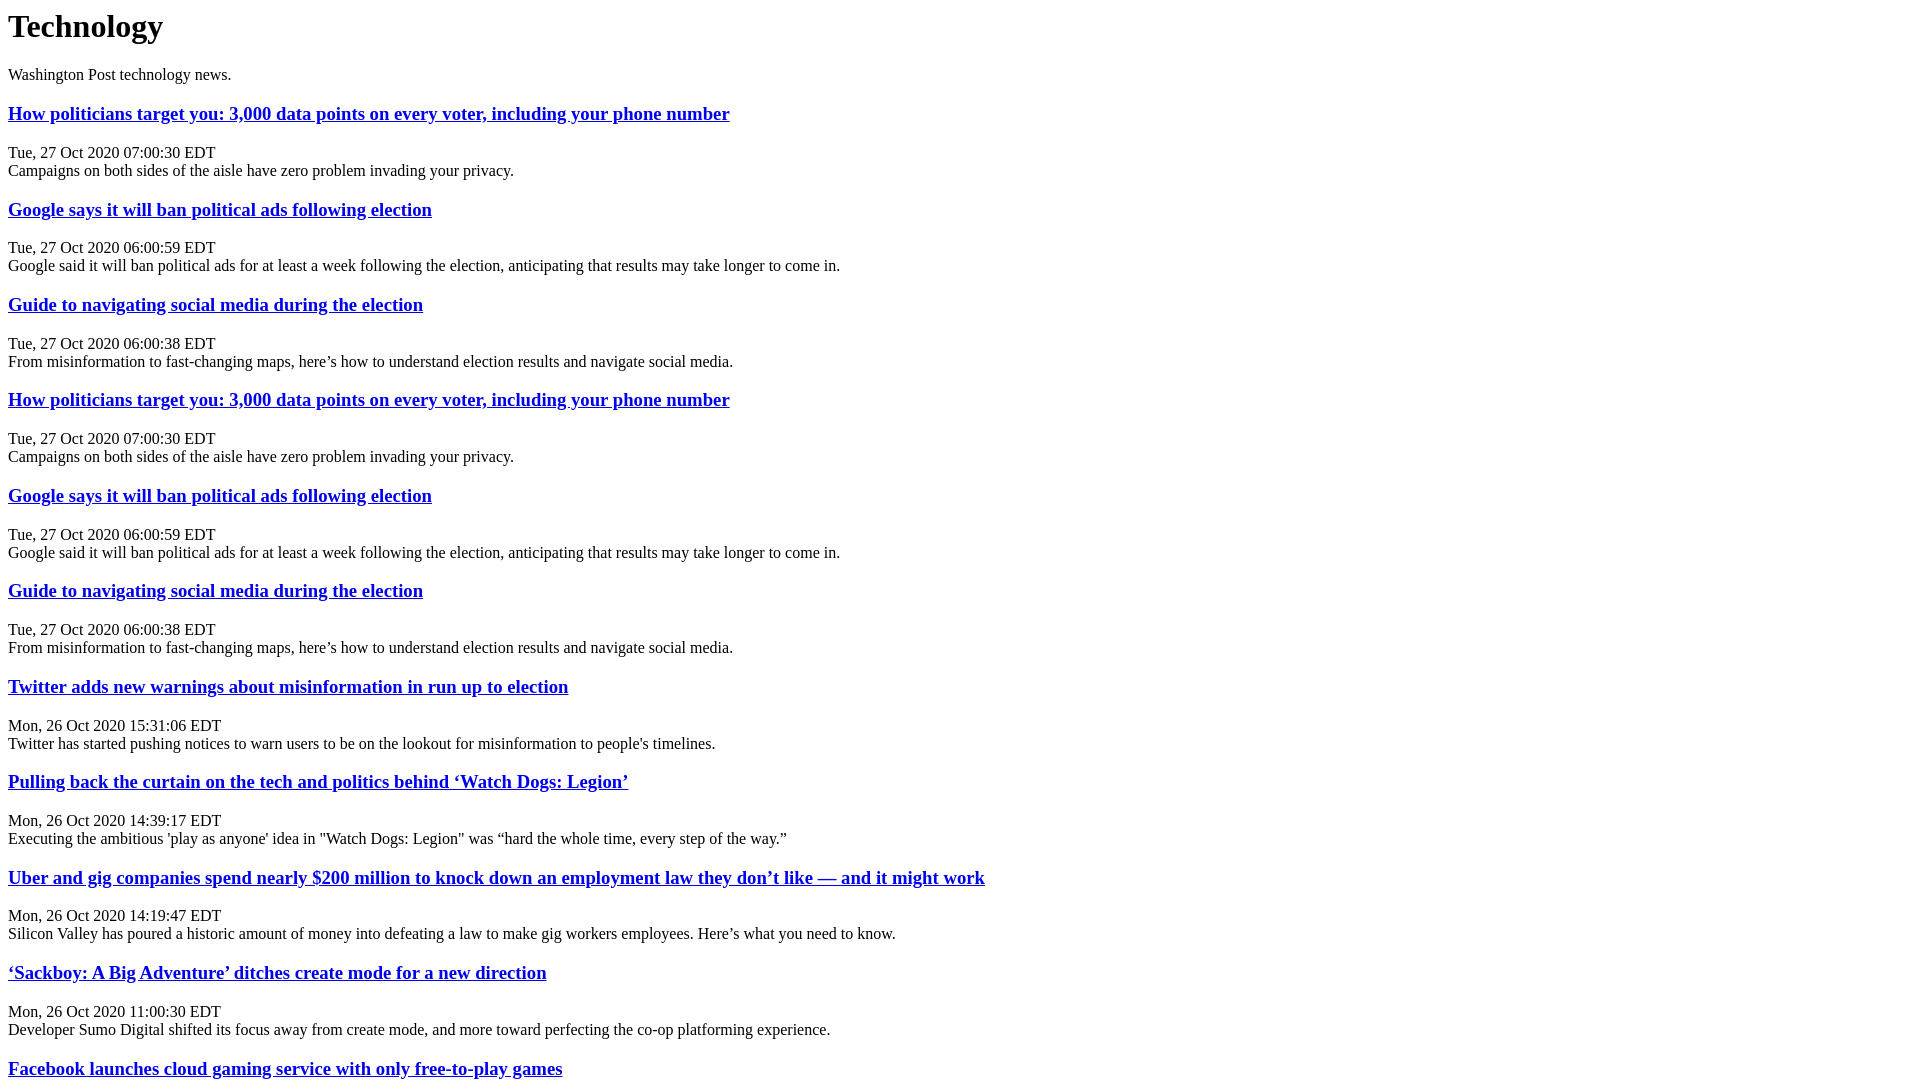 Technology
Washington Post technology news.
How politicians target you: 3,000 data points on every voter, including your phone number
Tue, 27 Oct 2020 07:00:30 EDT
Campaigns on both sides of the aisle have zero problem invading your privacy.
Google says it will ban political ads following election
Tue, 27 Oct 2020 06:00:59 EDT
Google said it will ban political ads for at least a week following the election, anticipating that results may take longer to come in.
Guide to navigating social media during the election
Tue, 27 Oct 2020 06:00:38 EDT
From misinformation to fast-changing maps, here’s how to understand election results and navigate social media.
How politicians target you: 3,000 data points on every voter, including your phone number
Tue, 27 Oct 2020 07:00:30 EDT
Campaigns on both sides of the aisle have zero problem invading your privacy.
Google says it will ban political ads following election
Tue, 27 Oct 2020 06:00:59 EDT
Google said it will ban political ads for at least a week following the election, anticipating that results may take longer to come in.
Guide to navigating social media during the election
Tue, 27 Oct 2020 06:00:38 EDT
From misinformation to fast-changing maps, here’s how to understand election results and navigate social media.
Twitter adds new warnings about misinformation in run up to election
Mon, 26 Oct 2020 15:31:06 EDT
Twitter has started pushing notices to warn users to be on the lookout for misinformation to people's timelines.
Pulling back the curtain on the tech and politics behind ‘Watch Dogs: Legion’
Mon, 26 Oct 2020 14:39:17 EDT
Executing the ambitious 'play as anyone' idea in "Watch Dogs: Legion" was “hard the whole time, every step of the way.”
Uber and gig companies spend nearly $200 million to knock down an employment law they don’t like — and it might work
Mon, 26 Oct 2020 14:19:47 EDT
Silicon Valley has poured a historic amount of money into defeating a law to make gig workers employees. Here’s what you need to know.
‘Sackboy: A Big Adventure’ ditches create mode for a new direction
Mon, 26 Oct 2020 11:00:30 EDT
Developer Sumo Digital shifted its focus away from create mode, and more toward perfecting the co-op platforming experience.
Facebook launches cloud gaming service with only free-to-play games